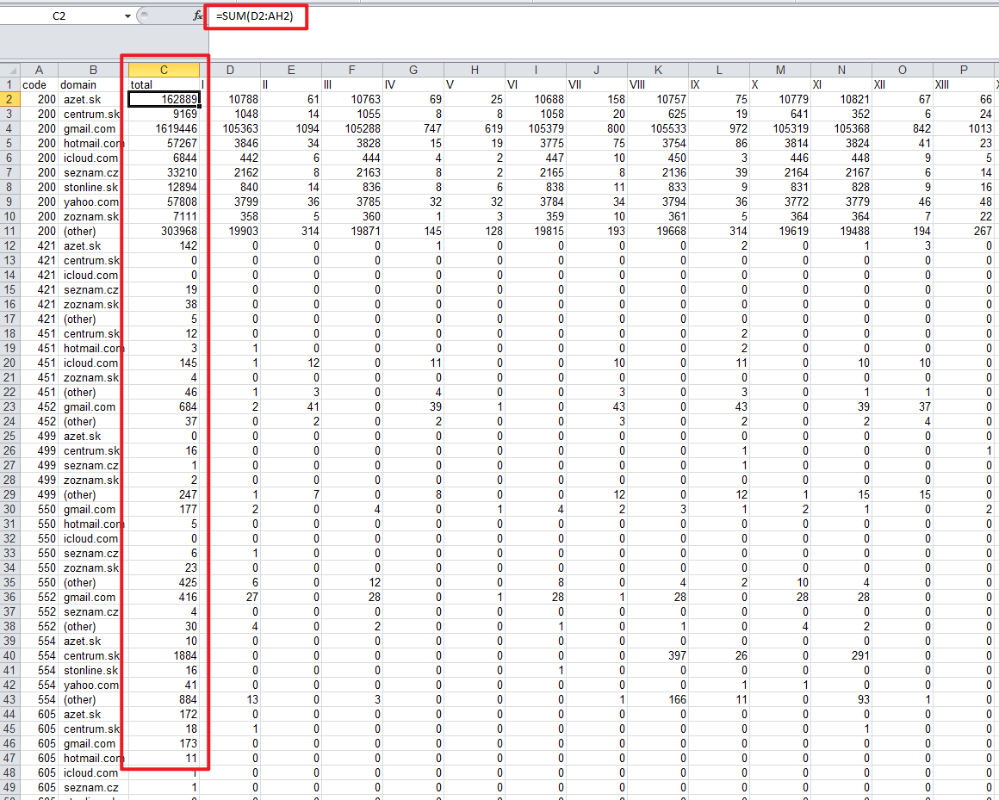 C2 fx =SUM(D2:AH2)
A B C D E F G H I J K L M N O P
1 code domain total I II III IV V VI VII VIII IX X XI XII XIII
2 200 azet.sk 162889 10788 61 10763 69 25 10688 158 10757 75 10779 10821 67 66
3 200 centrum.sk 9169 1048 14 1055 8 8 1058 20 625 19 641 352 6 24
4 200 gmail.com 1619446 105363 1094 105288 747 619 105379 800 105533 972 105319 105368 842 1013
5 200 hotmail.com 57267 3846 34 3828 15 19 3775 75 3754 86 3814 3824 41 23
6 200 icloud.com 6844 442 6 444 4 2 447 10 450 3 446 448 9 5
7 200 seznam.cz 33210 2162 8 2163 8 2 2165 8 2136 39 2164 2167 6 14
8 200 stonline.sk 12894 840 14 836 8 6 838 11 833 9 831 828 9 16
9 200 yahoo.com 57808 3799 36 3785 32 32 3784 34 3794 36 3772 3779 46 48
10 200 zoznam.sk 7111 358 5 360 1 3 359 10 361 5 364 364 7 22
11 200 (other) 303968 19903 314 19871 145 128 19815 193 19668 314 19619 19488 194 267
12 421 azet.sk 142 0 0 0 1 0 0 0 0 2 0 1 3 0
13 421 centrum.sk 0 0 0 0 0 0 0 0 0 0 0 0 0 0
14 421 icloud.com 0 0 0 0 0 0 0 0 0 0 0 0 0 0
15 421 seznam.cz 19 0 0 0 0 0 0 0 0 0 0 0 0 0
16 421 zoznam.sk 38 0 0 0 0 0 0 0 0 0 0 0 0 0
17 421 (other) 5 0 0 0 0 0 0 0 0 0 0 0 0 0
18 451 centrum.sk 12 0 0 0 0 0 0 0 0 2 0 0 0 0
19 451 hotmail.com 3 1 0 0 0 0 0 0 0 2 0 0 0 0
20 451 icloud.com 145 1 12 0 11 0 0 10 0 11 0 10 10 0
21 451 zoznam.sk 4 0 0 0 0 0 0 0 0 0 0 0 0 0
22 451 (other) 46 1 3 0 4 0 0 3 0 3 0 1 1 0
23 452 gmail.com 684 2 41 0 39 1 0 43 0 43 0 39 37 0
24 452 (other) 37 0 2 0 2 0 0 3 0 2 0 2 4 0
25 499 azet.sk 0 0 0 0 0 0 0 0 0 0 0 0 0 0
26 499 centrum.sk 16 0 0 0 0 0 0 0 0 1 0 0 0 1
27 499 seznam.cz 1 0 0 0 0 0 0 0 0 1 0 0 0 0
28 499 zoznam.sk 2 0 0 0 0 0 0 0 0 0 0 0 0 0
29 499 (other) 247 1 7 0 8 0 0 12 0 12 1 15 15 0
30 550 gmail.com 177 2 0 4 0 1 4 2 3 1 2 1 0 2
31 550 hotmail.com 5 0 0 0 0 0 0 0 0 0 0 0 0 0
32 550 icloud.com 0 0 0 0 0 0 0 0 0 0 0 0 0 0
33 550 seznam.cz 6 1 0 0 0 0 0 0 0 0 0 0 0 0
34 550 zoznam.sk 23 0 0 0 0 0 0 0 0 0 0 0 0 0
35 550 (other) 425 6 0 12 0 0 8 0 4 2 10 4 0 0
36 552 gmail.com 416 27 0 28 0 1 28 1 28 0 28 28 0 0
37 552 seznam.cz 4 0 0 0 0 0 0 0 0 0 0 0 0 0
38 552 (other) 30 4 0 2 0 0 1 0 1 0 4 2 0 0
39 554 azet.sk 10 0 0 0 0 0 0 0 0 0 0 0 0 0
40 554 centrum.sk 1884 0 0 0 0 0 0 0 397 26 0 291 0 0
41 554 stonline.sk 16 0 0 0 0 0 1 0 0 0 0 0 0 0
42 554 yahoo.com 41 0 0 0 0 0 0 0 0 1 1 0 0 0
43 554 (other) 884 13 0 3 0 0 0 1 166 11 0 93 1 0
44 605 azet.sk 172 0 0 0 0 0 0 0 0 0 0 0 0 0
45 605 centrum.sk 18 1 0 0 0 0 0 0 0 0 0 1 0 0
46 605 gmail.com 173 0 0 0 0 0 0 0 0 0 0 0 0 0
47 605 hotmail.com 11 0 0 0 0 0 0 0 0 0 0 0 0 0
48 605 icloud.com 1 0 0 0 0 0 0 0 0 0 0 0 0 0
49 605 seznam.cz 1 0 0 0 0 0 0 0 0 0 0 0 0 0